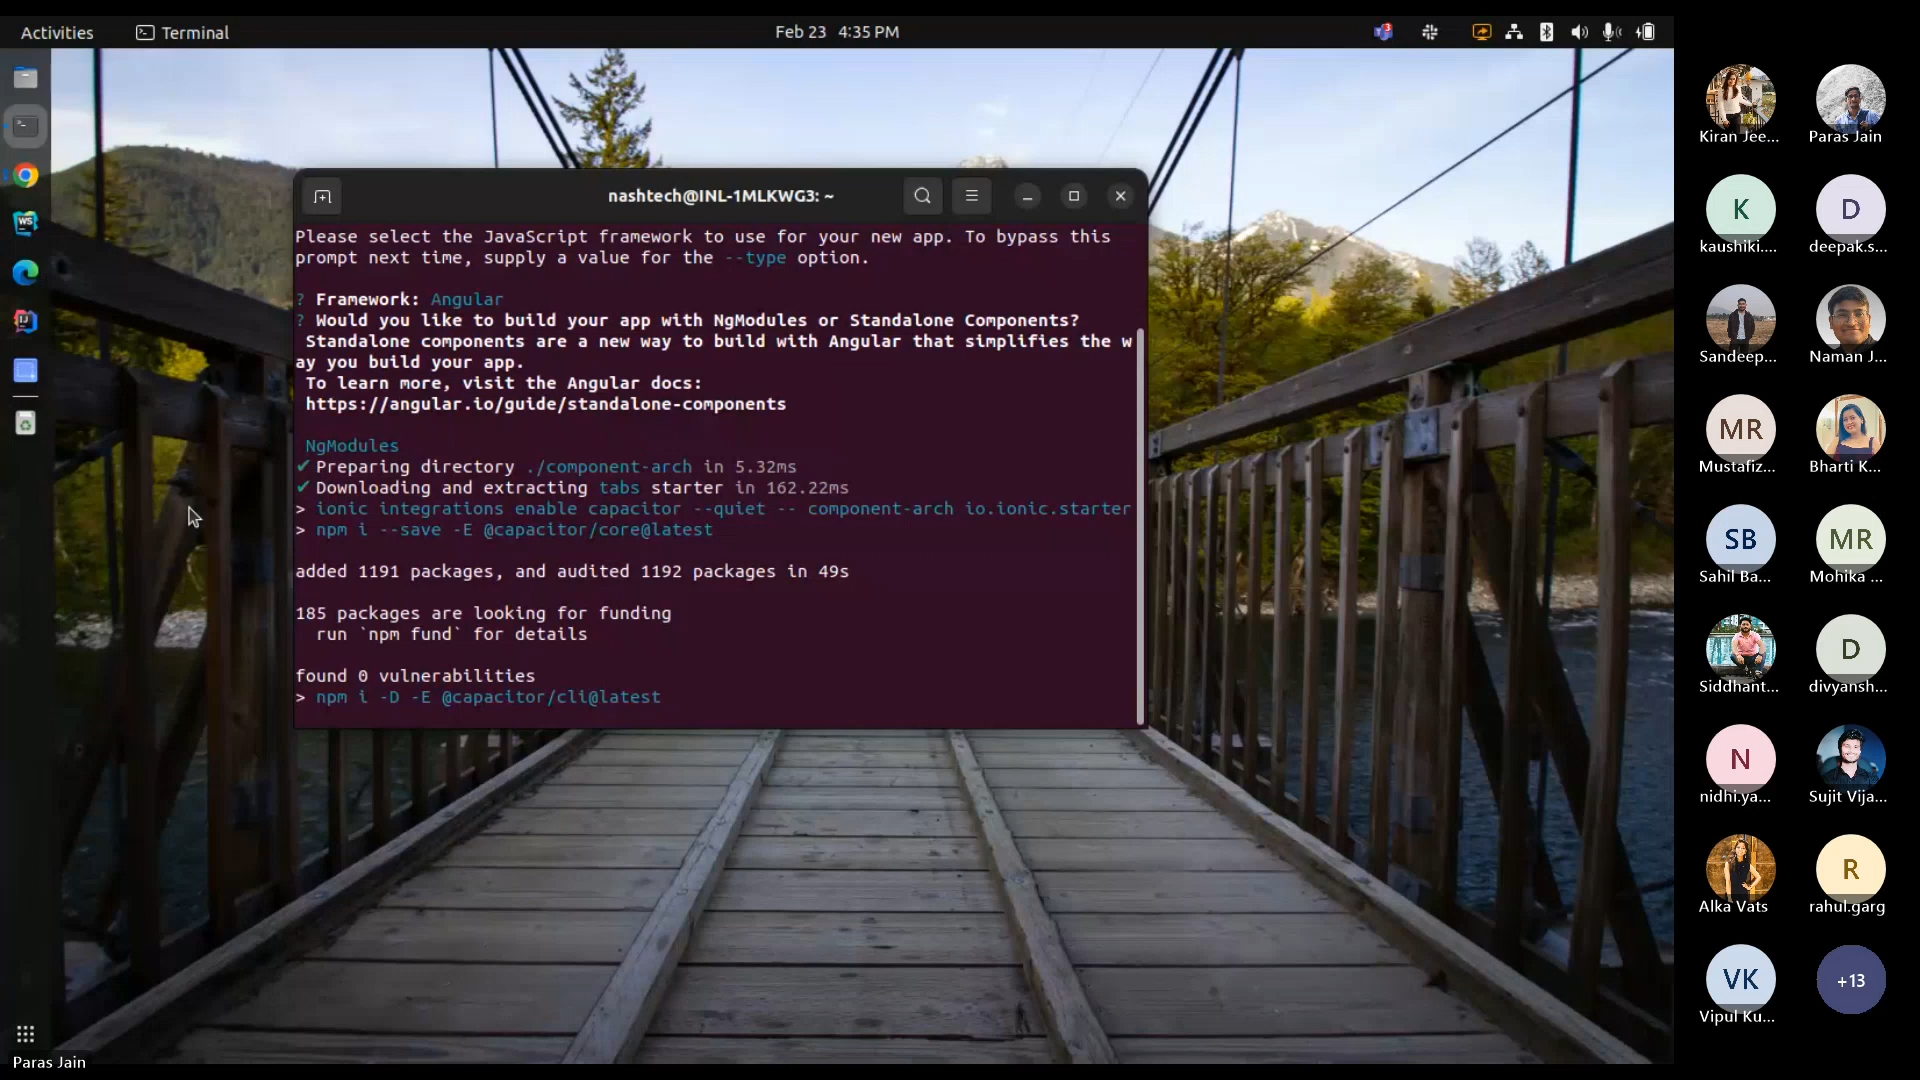 Activities
Terminal
Feb 23 4:35 PM
nashtech@INL-1MLKWG3: ~
Please select the JavaScript framework to use for your new app. To bypass this
prompt next time, supply a value for the --type option.
? Framework: Angular
? Would you like to build your app with NgModules or Standalone Components?
Standalone components are a new way to build with Angular that simplifies the w
ay you build your app.
To learn more, visit the Angular docs:
https://angular.io/guide/standalone-components
NgModules
✔ Preparing directory ./component-arch in 5.32ms
✔ Downloading and extracting tabs starter in 162.22ms
> ionic integrations enable capacitor --quiet -- component-arch io.ionic.starter
> npm i --save -E @capacitor/core@latest
added 1191 packages, and audited 1192 packages in 49s
185 packages are looking for funding
run `npm fund` for details
found 0 vulnerabilities
> npm i -D -E @capacitor/cli@latest
Paras Jain
Kiran Jee...
Paras Jain
K
kaushiki....
D
deepak.s...
Sandeep...
Naman J...
MR
Mustafiz...
Bharti K...
SB
Sahil Ba...
MR
Mohika ...
Siddhant...
D
divyansh...
N
nidhi.ya...
Sujit Vija...
Alka Vats
R
rahul.garg
VK
Vipul Ku...
+13